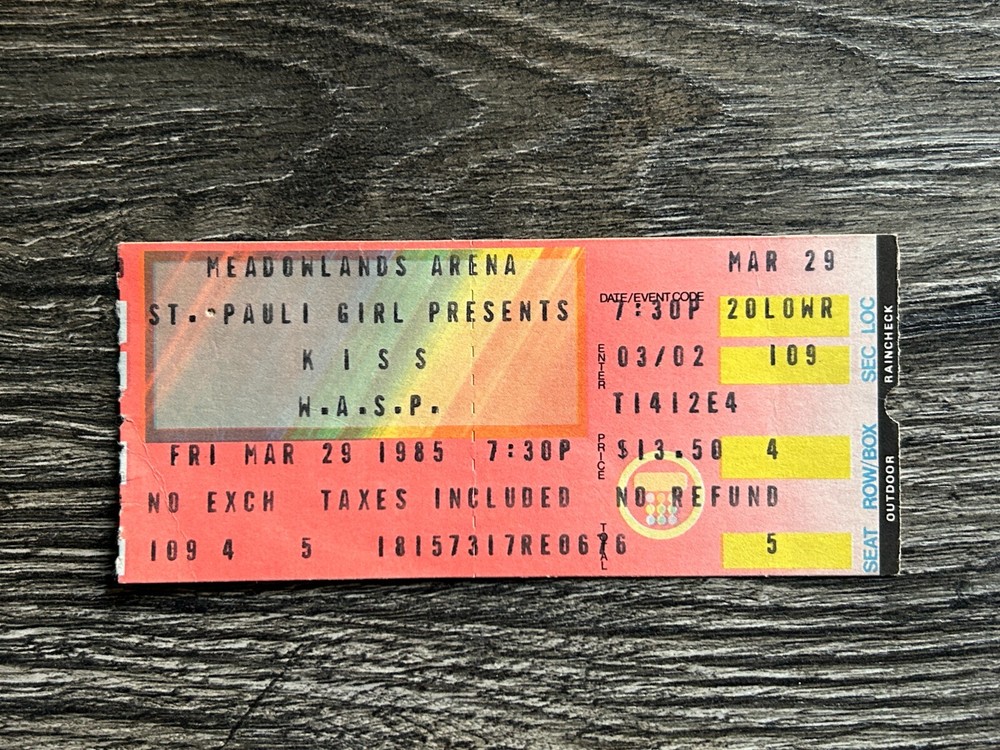 MEADOWLANDS ARENA
ST. PAULI GIRL PRESENTS
K I S S
W.A.S.P.
FRI MAR 29 1985 7:30P
NO EXCH TAXES INCLUDED
109 4 5 18157317RE0676
MAR 29
DATE/EVENT CODE
7:30P 20LOWR
ENTER
03/02 109
T1412E4
PRICE
$13.50 4
NO REFUND
TOTAL
5
SEAT ROW/BOX SEC LOC
OUTDOOR RAINCHECK